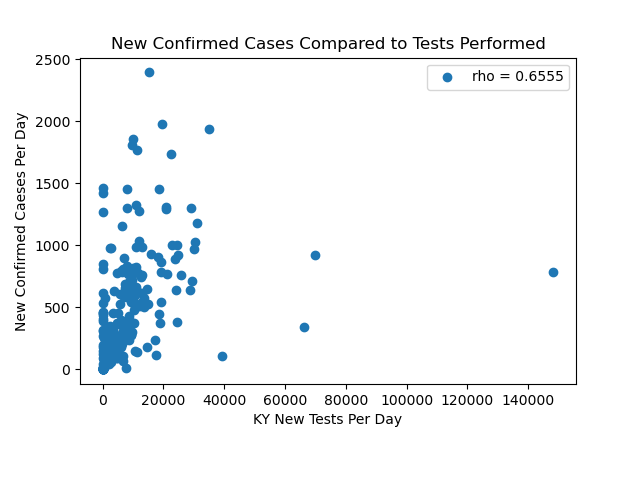 New Confirmed Cases Compared to Tests Performed
rho = 0.6555
New Confirmed Caeses Per Day
2500
2000
1500
1000
500
0
0 20000 40000 60000 80000 100000 120000 140000
KY New Tests Per Day